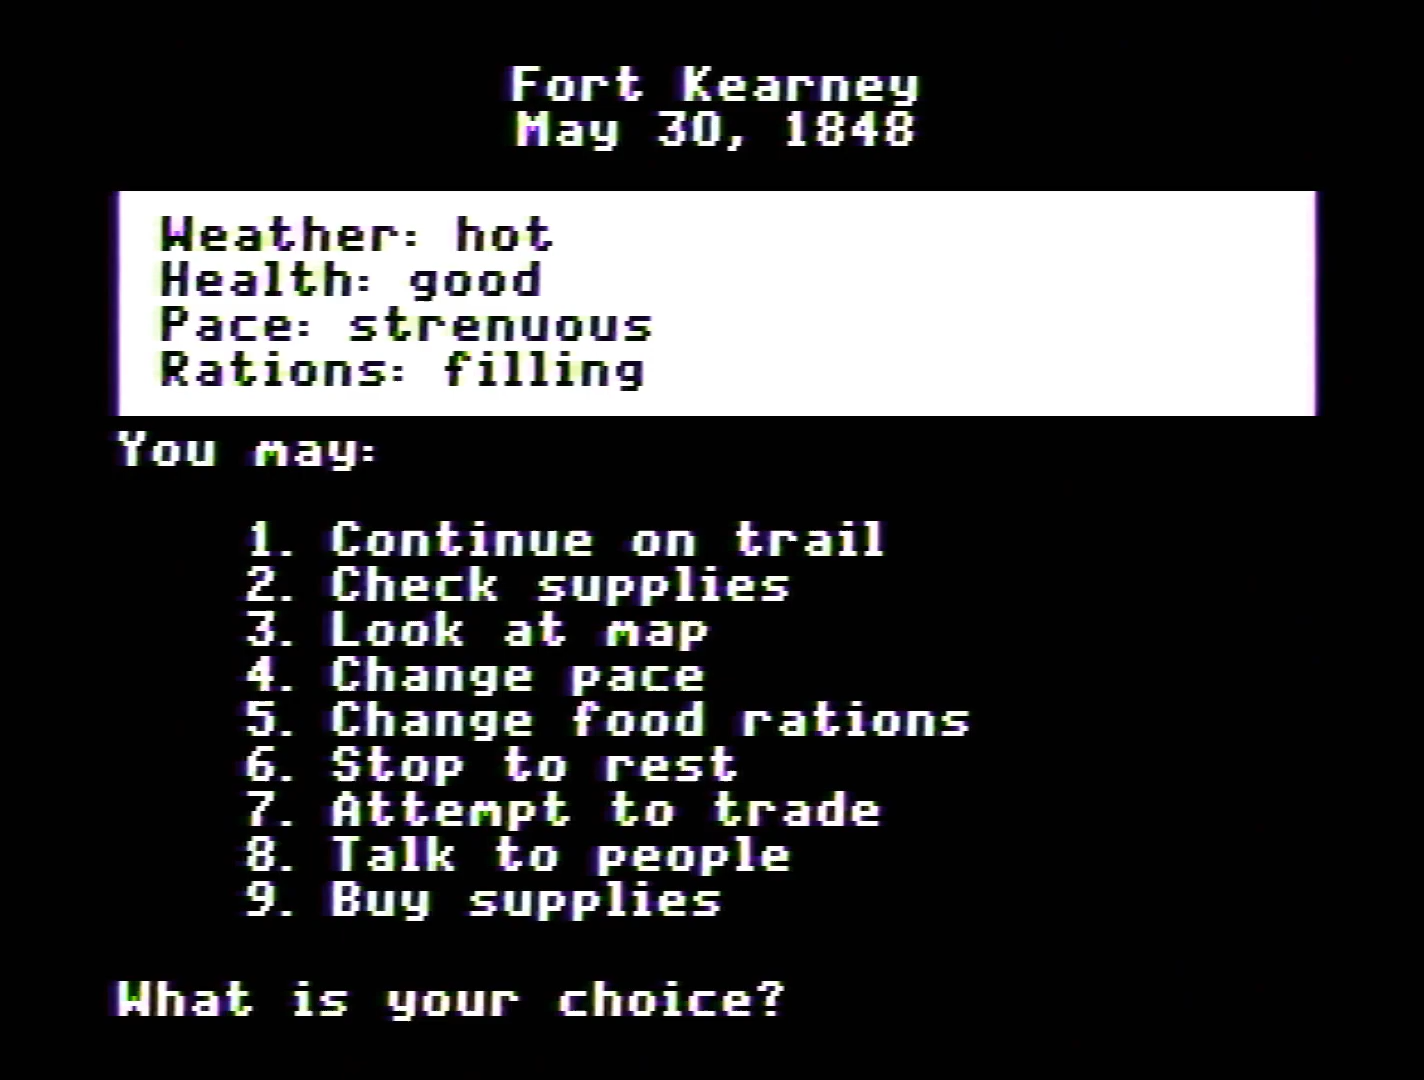 Fort Kearney
May 30, 1848
Weather: hot
Health: good
Pace: strenuous
Rations: filling
You may:
1. Continue on trail
2. Check supplies
3. Look at map
4. Change pace
5. Change food rations
6. Stop to rest
7. Attempt to trade
8. Talk to people
9. Buy supplies
What is your choice?